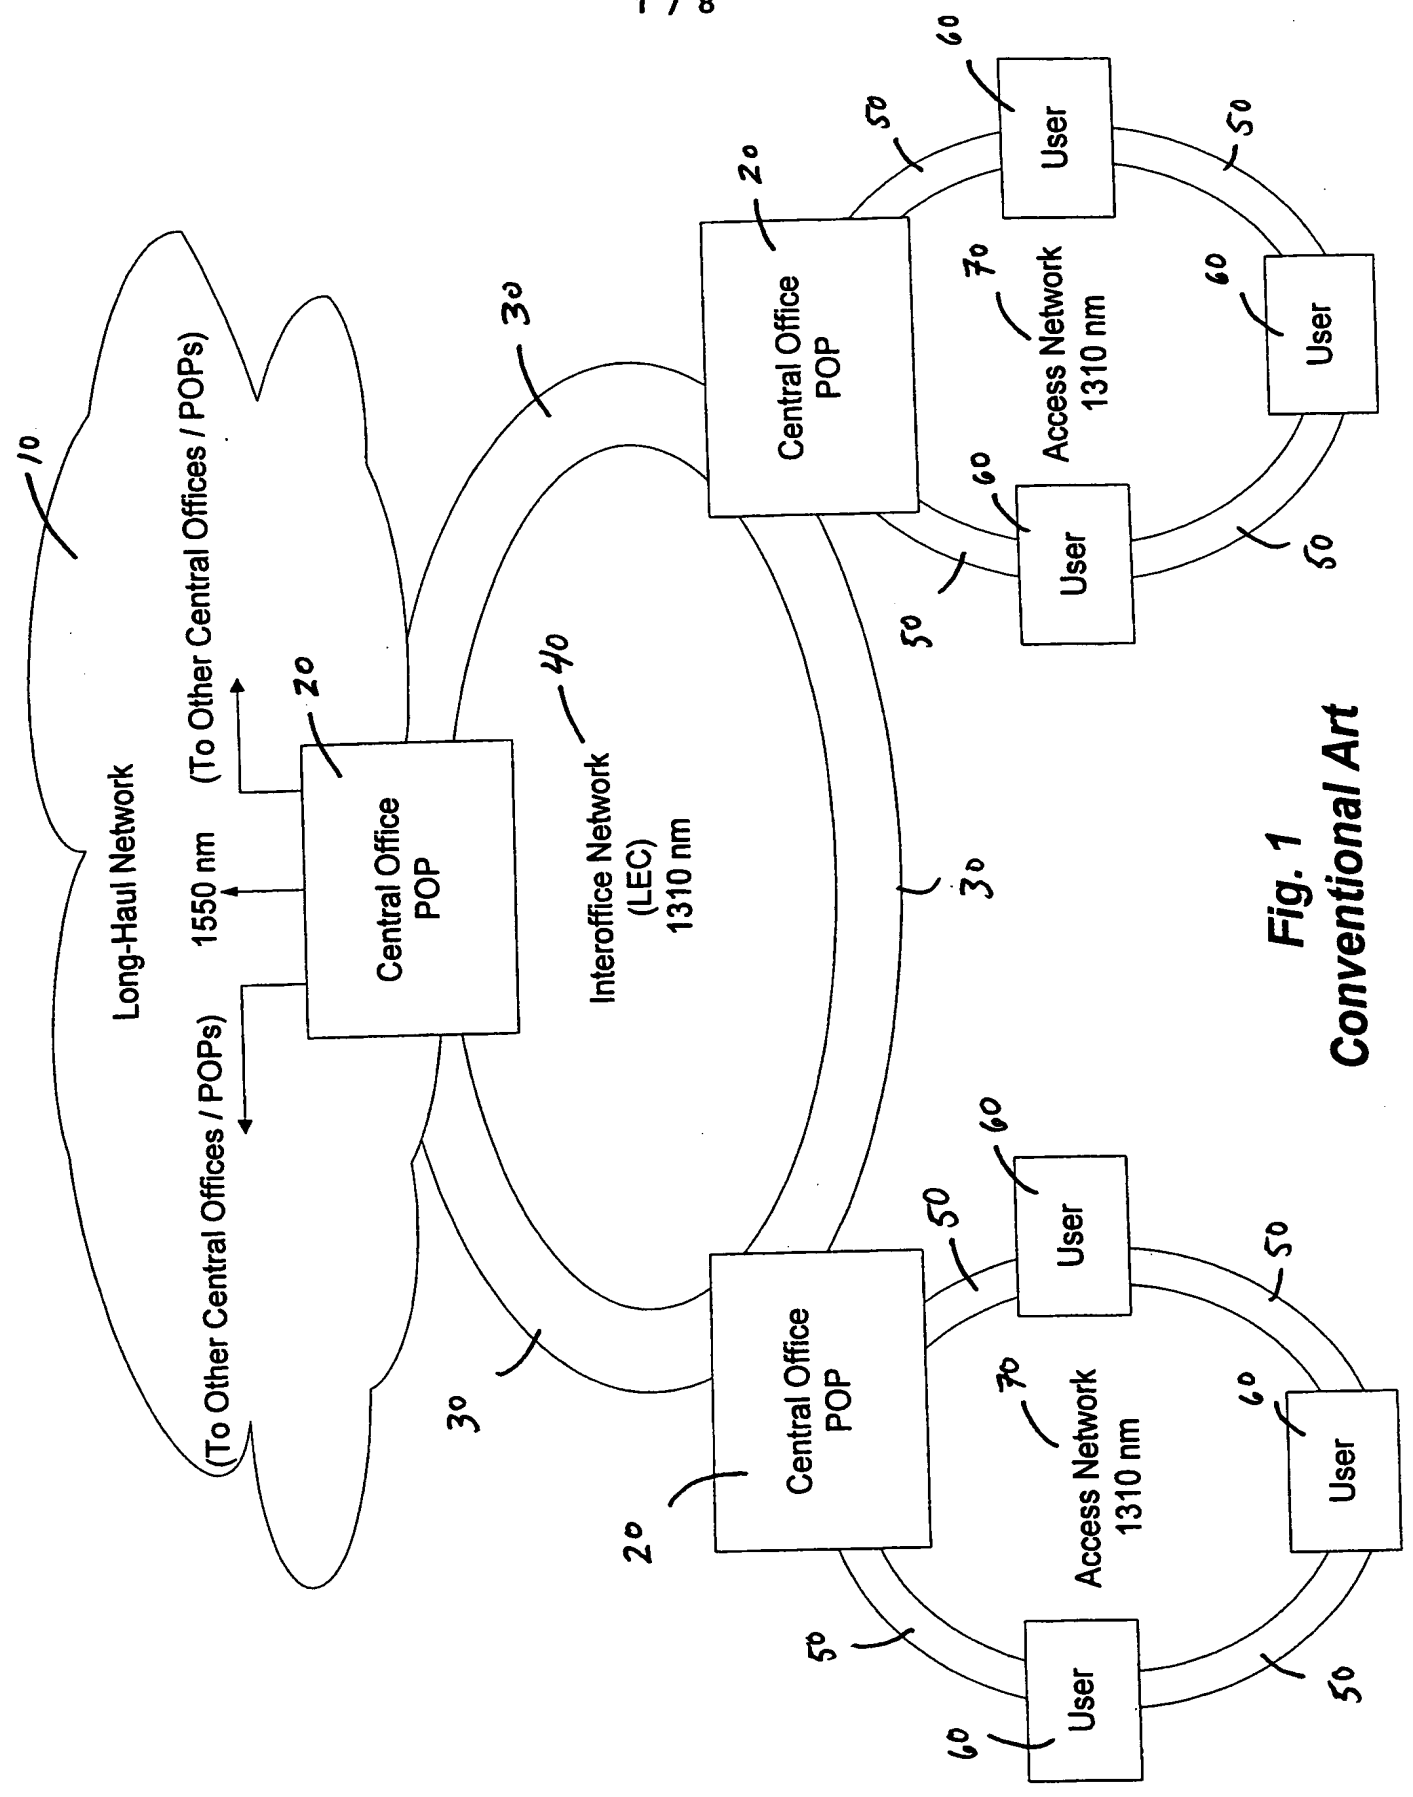 1 / 8
10
Long-Haul Network
(To Other Central Offices / POPs)
1550 nm
(To Other Central Offices / POPs)
20
Central Office
POP
30
30
40
Interoffice Network
(LEC)
1310 nm
30
20
Central Office
POP
50
60
User
50
60
User
50
60
User
50
70
Access Network
1310 nm
20
Central Office
POP
50
60
User
50
60
User
50
60
User
50
70
Access Network
1310 nm
Fig. 1
Conventional Art